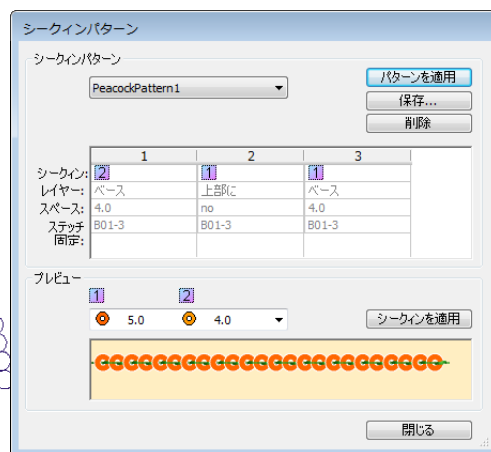 シークィンパターン
シークィンパターン
PeacockPattern1
パターンを適用
保存...
削除
1 2 3
シークィン: 2 1 1
レイヤー: ベース 上部に ベース
スペース: 4.0 no 4.0
ステッチ B01-3 B01-3 B01-3
固定:
プレビュー
1 2
5.0 4.0
シークィンを適用
閉じる